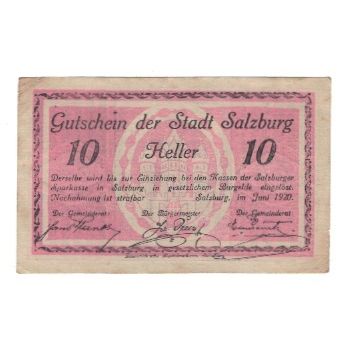 Gutschein der Stadt Salzburg
10 Heller 10
Derselbe wird bis zur Einziehung bei den Kassen der Salzburger
Sparkasse in Salzburg, in gesetzlichem Bargelde eingelöst.
Nachahmung ist strafbar Salzburg, im Juni 1920.
Der Gemeinderat: Der Bürgermeister Der Gemeinderat